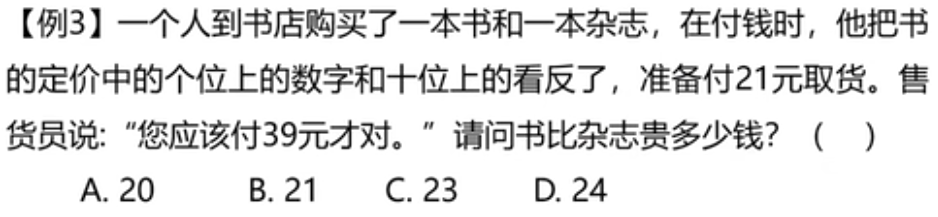 【例3】一个人到书店购买了一本书和一本杂志，在付钱时，他把书
的定价中的个位上的数字和十位上的看反了，准备付21元取货。售
货员说:“您应该付39元才对。”请问书比杂志贵多少钱？（ ）
A. 20 B. 21 C. 23 D. 24